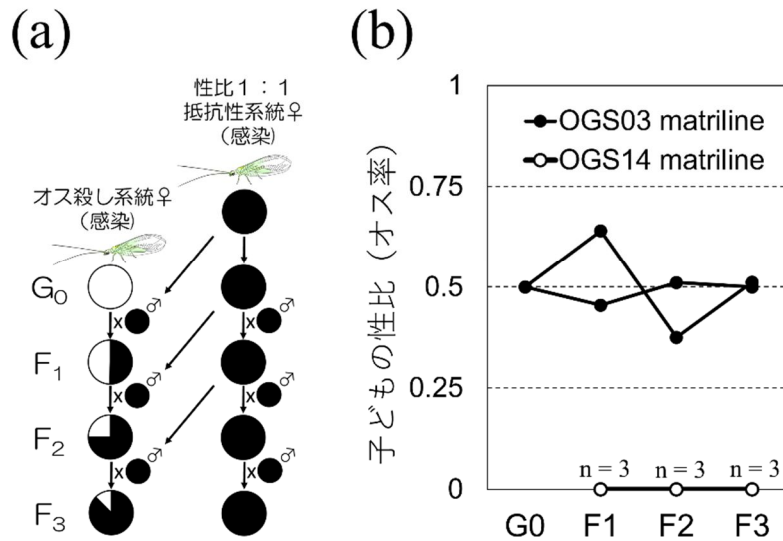 (a)
性比1：1
抵抗性系統♀
(感染)
オス殺し系統♀
(感染)
G0
x ♂ x ♂
F1
x ♂ x ♂
F2
x ♂ x ♂
F3
(b)
子どもの性比（オス率）
1
0.75
0.5
0.25
0
OGS03 matriline
OGS14 matriline
n = 3 n = 3 n = 3
G0 F1 F2 F3